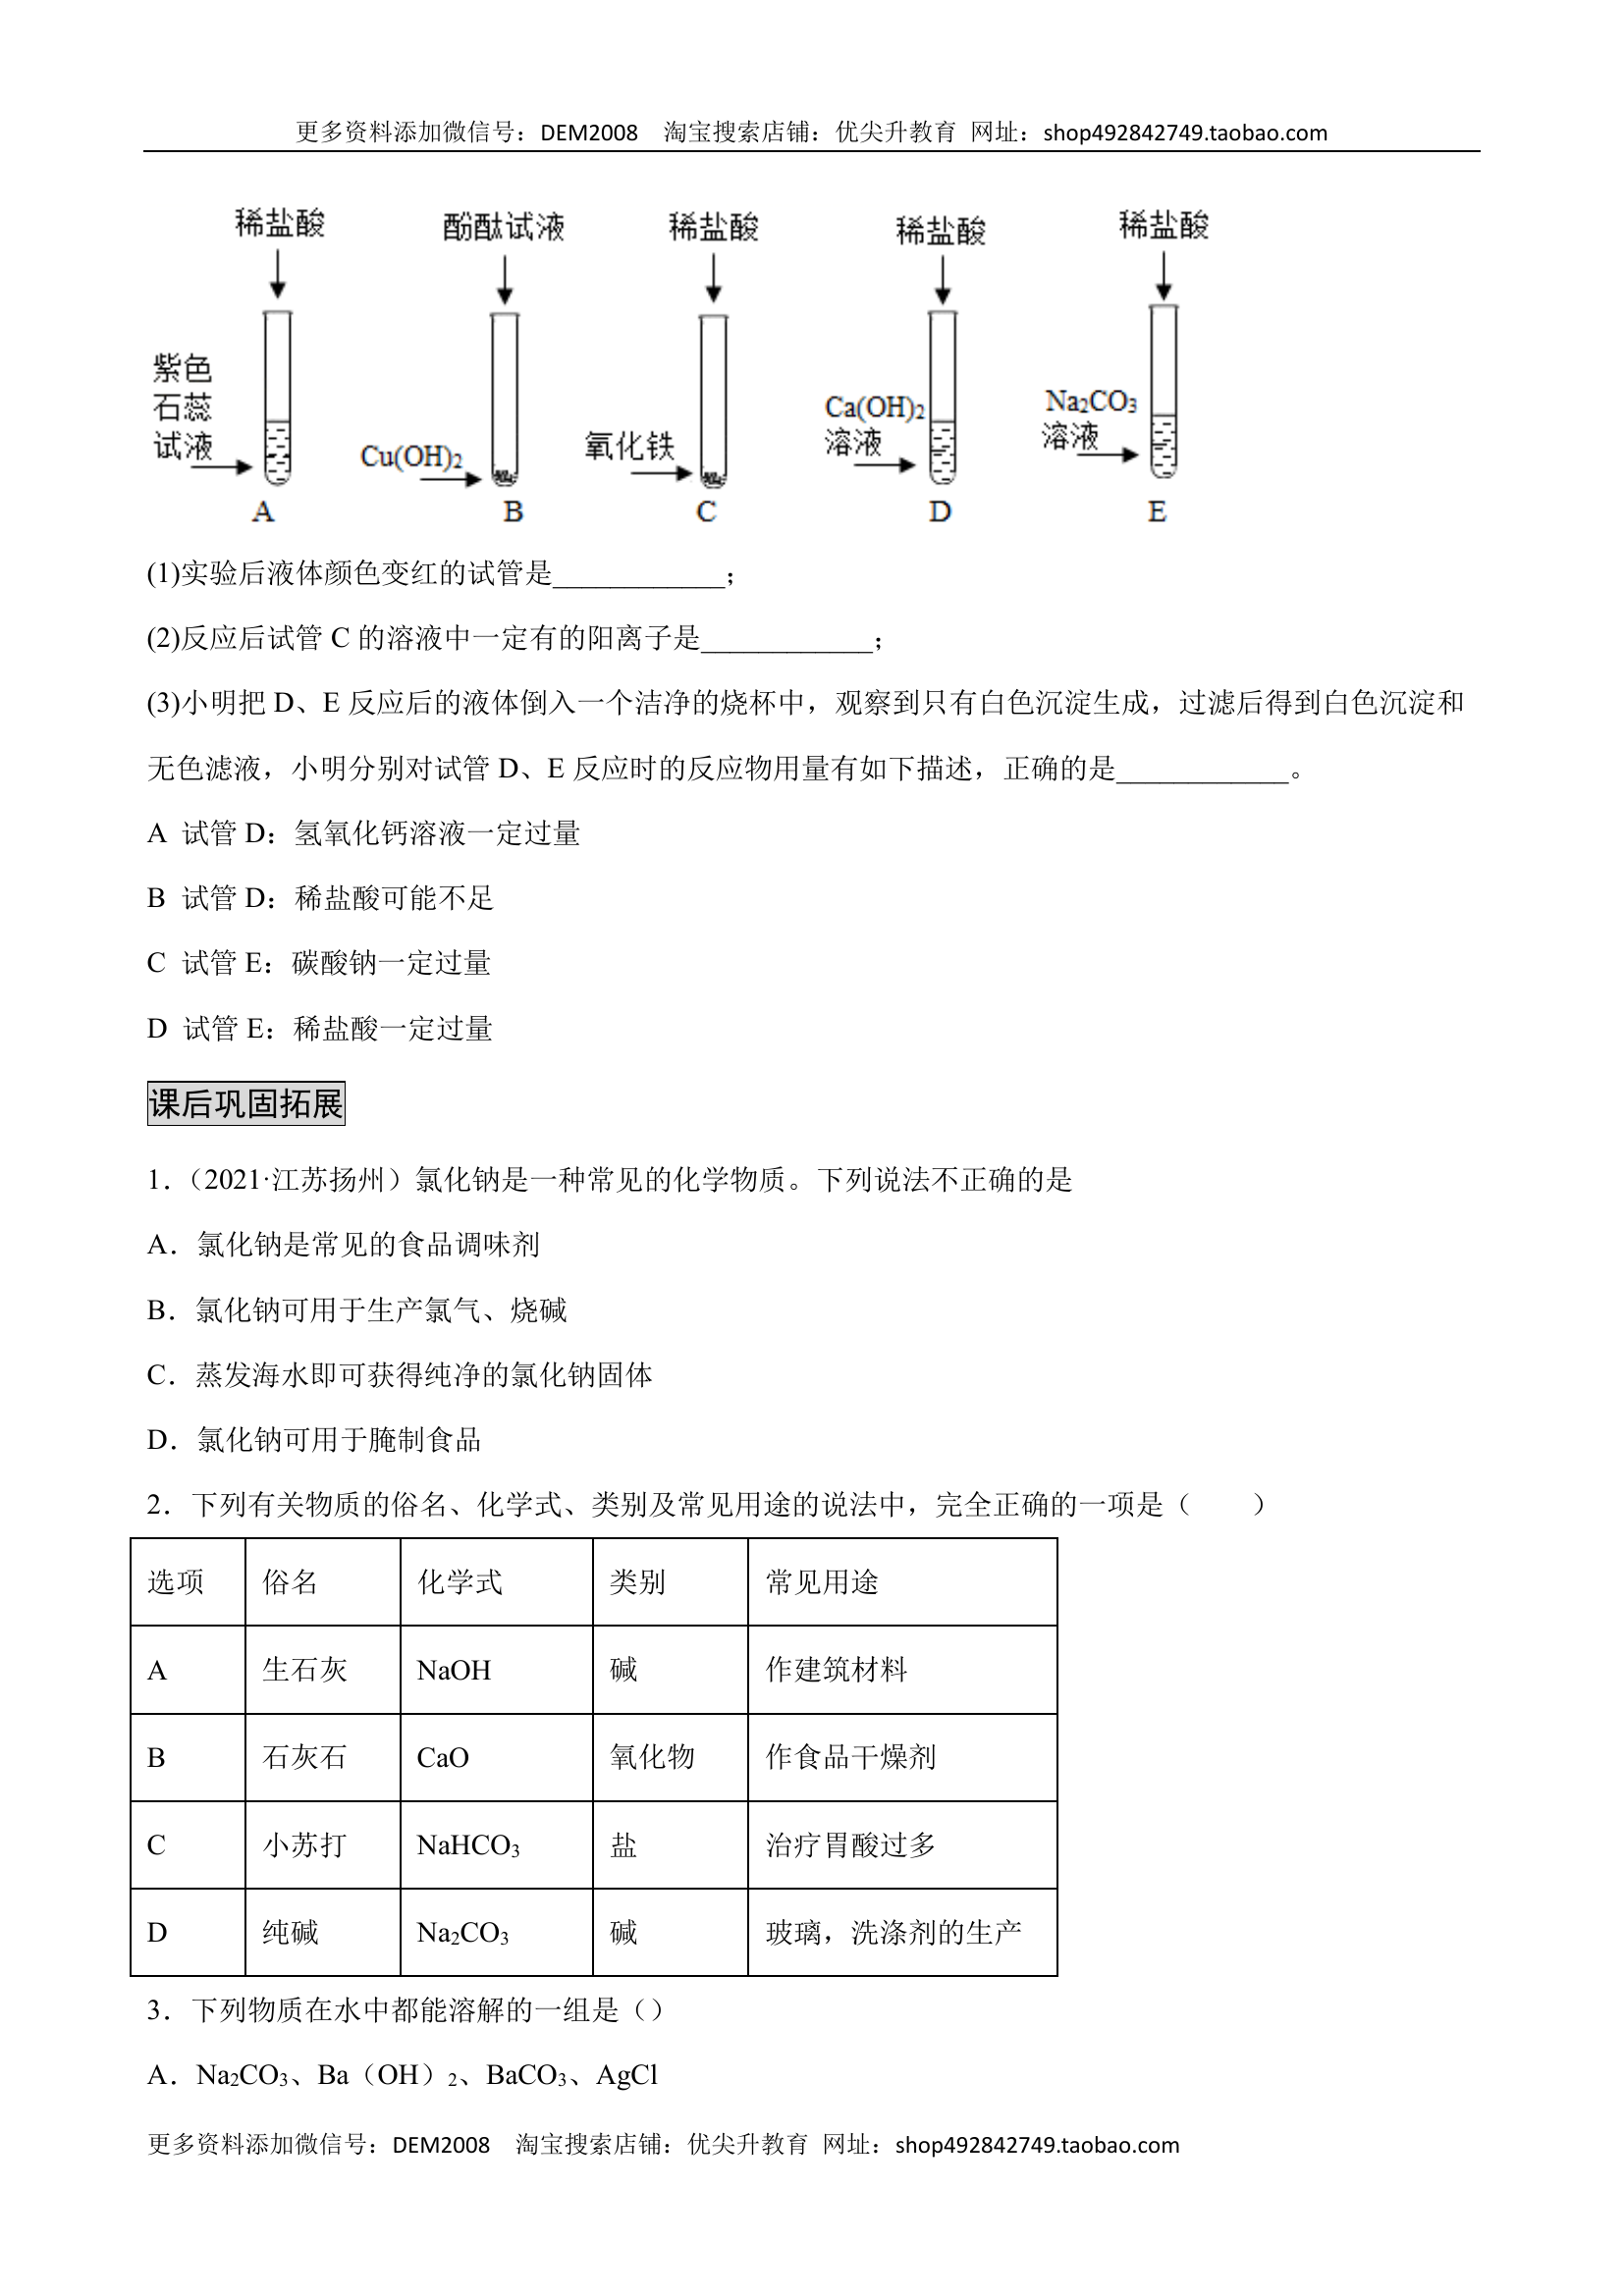 更多资料添加微信号：DEM2008 淘宝搜索店铺：优尖升教育 网址：shop492842749.taobao.com
稀盐酸 酚酞试液 稀盐酸 稀盐酸 稀盐酸
紫色石蕊试液 Cu(OH)₂ 氧化铁 Ca(OH)₂溶液 Na₂CO₃溶液
A B C D E
(1)实验后液体颜色变红的试管是____________；
(2)反应后试管 C 的溶液中一定有的阳离子是____________；
(3)小明把 D、E 反应后的液体倒入一个洁净的烧杯中，观察到只有白色沉淀生成，过滤后得到白色沉淀和
无色滤液，小明分别对试管 D、E 反应时的反应物用量有如下描述，正确的是____________。
A 试管 D：氢氧化钙溶液一定过量
B 试管 D：稀盐酸可能不足
C 试管 E：碳酸钠一定过量
D 试管 E：稀盐酸一定过量
课后巩固拓展
1．（2021·江苏扬州）氯化钠是一种常见的化学物质。下列说法不正确的是
A．氯化钠是常见的食品调味剂
B．氯化钠可用于生产氯气、烧碱
C．蒸发海水即可获得纯净的氯化钠固体
D．氯化钠可用于腌制食品
2．下列有关物质的俗名、化学式、类别及常见用途的说法中，完全正确的一项是（　　）
选项 俗名 化学式 类别 常见用途
A 生石灰 NaOH 碱 作建筑材料
B 石灰石 CaO 氧化物 作食品干燥剂
C 小苏打 NaHCO₃ 盐 治疗胃酸过多
D 纯碱 Na₂CO₃ 碱 玻璃，洗涤剂的生产
3．下列物质在水中都能溶解的一组是（）
A．Na₂CO₃、Ba（OH）₂、BaCO₃、AgCl
更多资料添加微信号：DEM2008 淘宝搜索店铺：优尖升教育 网址：shop492842749.taobao.com